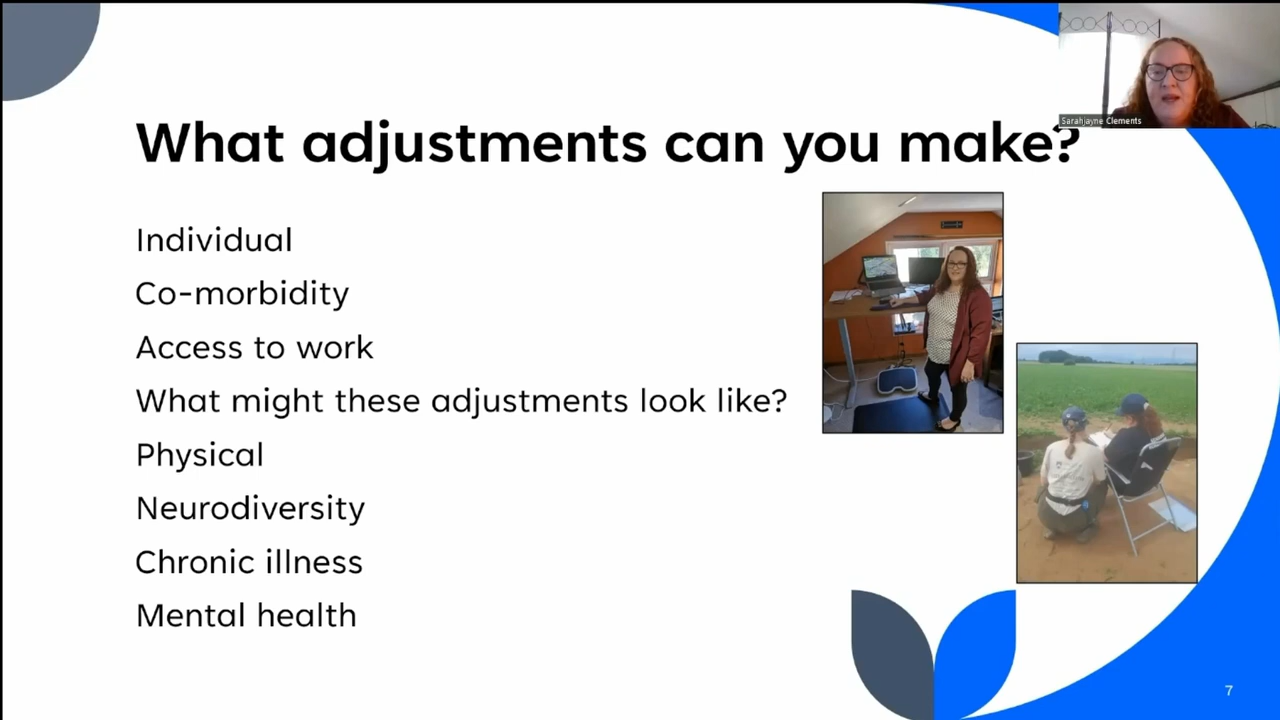 Sarahjayne Clements
What adjustments can you make?
Individual
Co-morbidity
Access to work
What might these adjustments look like?
Physical
Neurodiversity
Chronic illness
Mental health
7